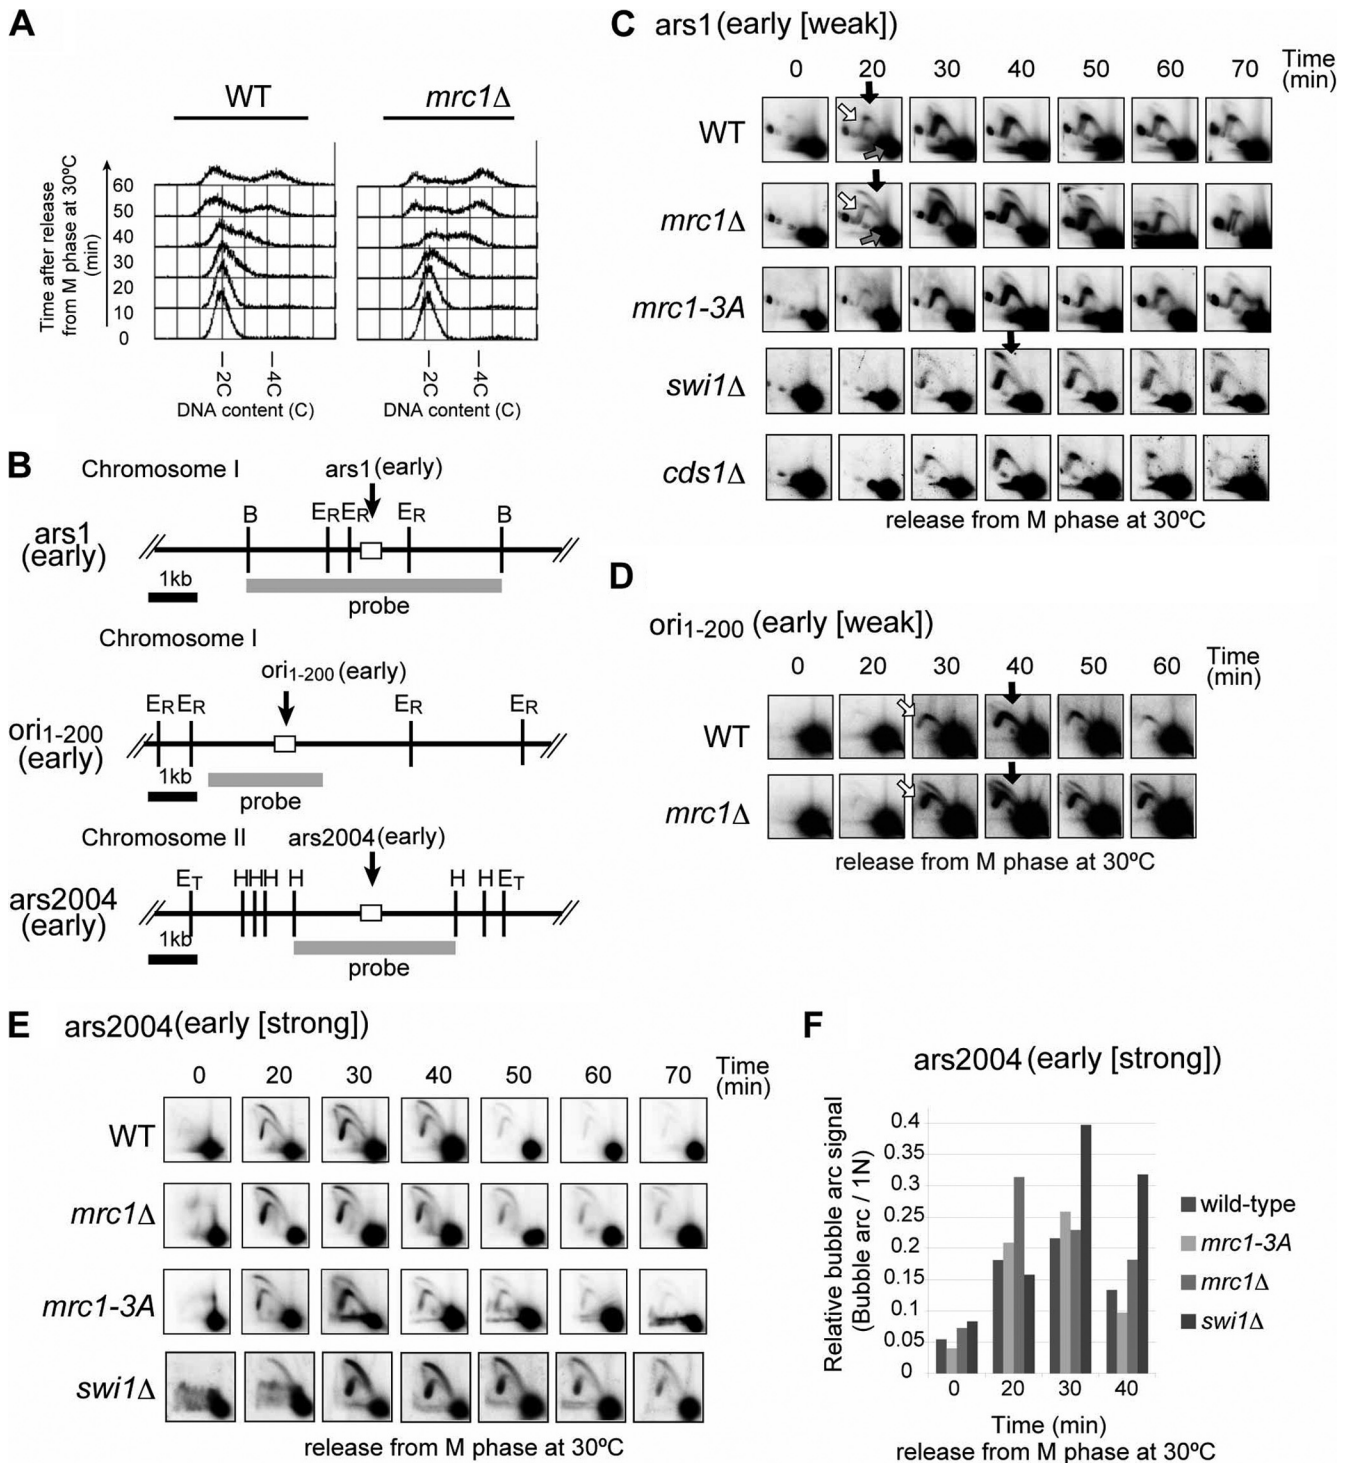 A
WT
mrc1Δ
Time after release
from M phase at 30ºC
(min)
60
50
40
30
20
10
0
2C
4C
2C
4C
DNA content (C)
DNA content (C)
B
Chromosome I
ars1 (early)
ars1
(early)
B
ER
ER
ER
B
1kb
probe
Chromosome I
ori1-200 (early)
ori1-200
(early)
ER
ER
ER
ER
1kb
probe
Chromosome II
ars2004 (early)
ars2004
(early)
ET
H
H
H
H
H
H
ET
1kb
probe
C
ars1 (early [weak])
0 20 30 40 50 60 70 Time
(min)
WT
mrc1Δ
mrc1-3A
swi1Δ
cds1Δ
release from M phase at 30ºC
D
ori1-200 (early [weak])
0 20 30 40 50 60 Time
(min)
WT
mrc1Δ
release from M phase at 30ºC
E
ars2004 (early [strong])
0 20 30 40 50 60 70 Time
(min)
WT
mrc1Δ
mrc1-3A
swi1Δ
release from M phase at 30ºC
F
ars2004 (early [strong])
Relative bubble arc signal
(Bubble arc / 1N)
0.4
0.35
0.3
0.25
0.2
0.15
0.1
0.05
0
0 20 30 40
Time (min)
release from M phase at 30ºC
wild-type
mrc1-3A
mrc1Δ
swi1Δ